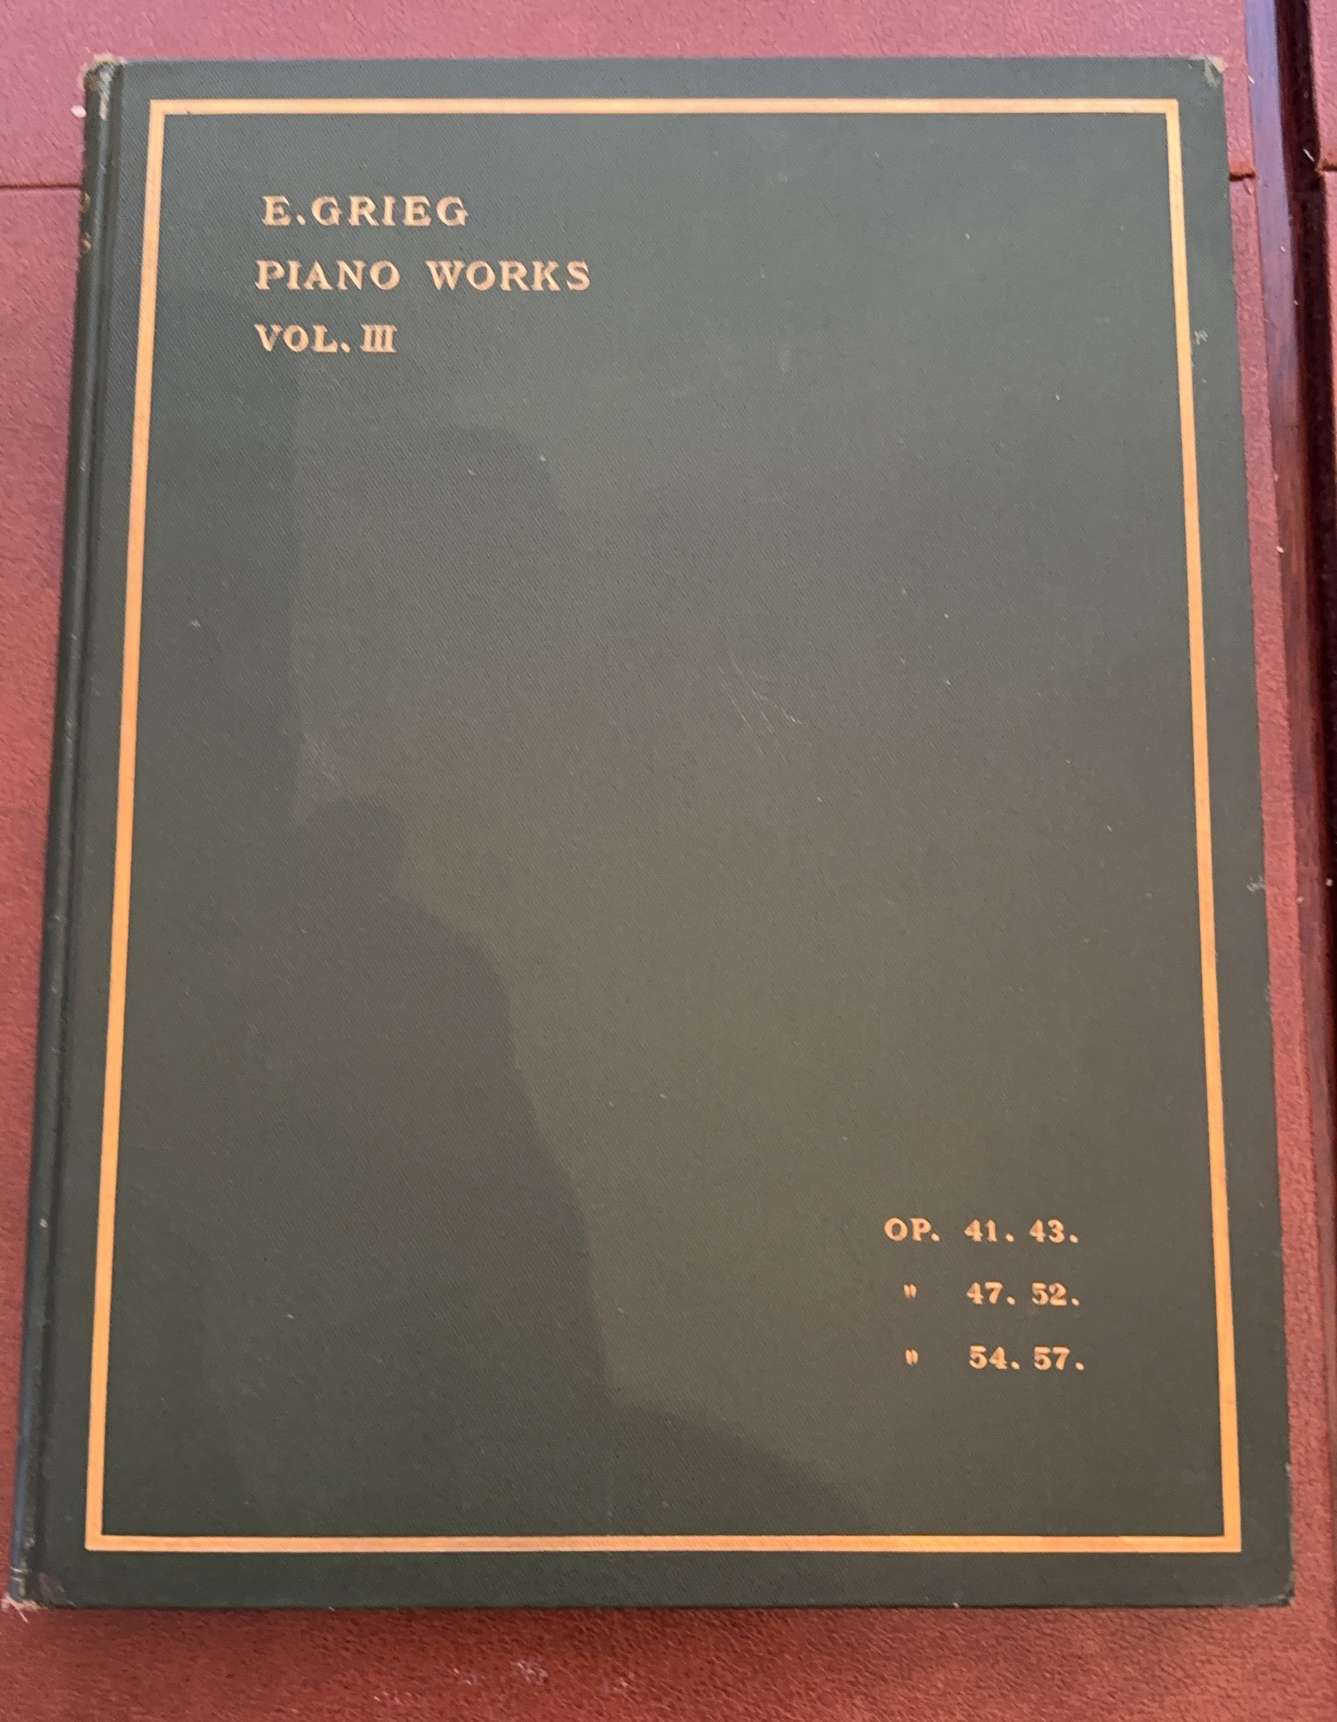 E. GRIEG
PIANO WORKS
VOL. III
OP. 41. 43.
" 47. 52.
" 54. 57.